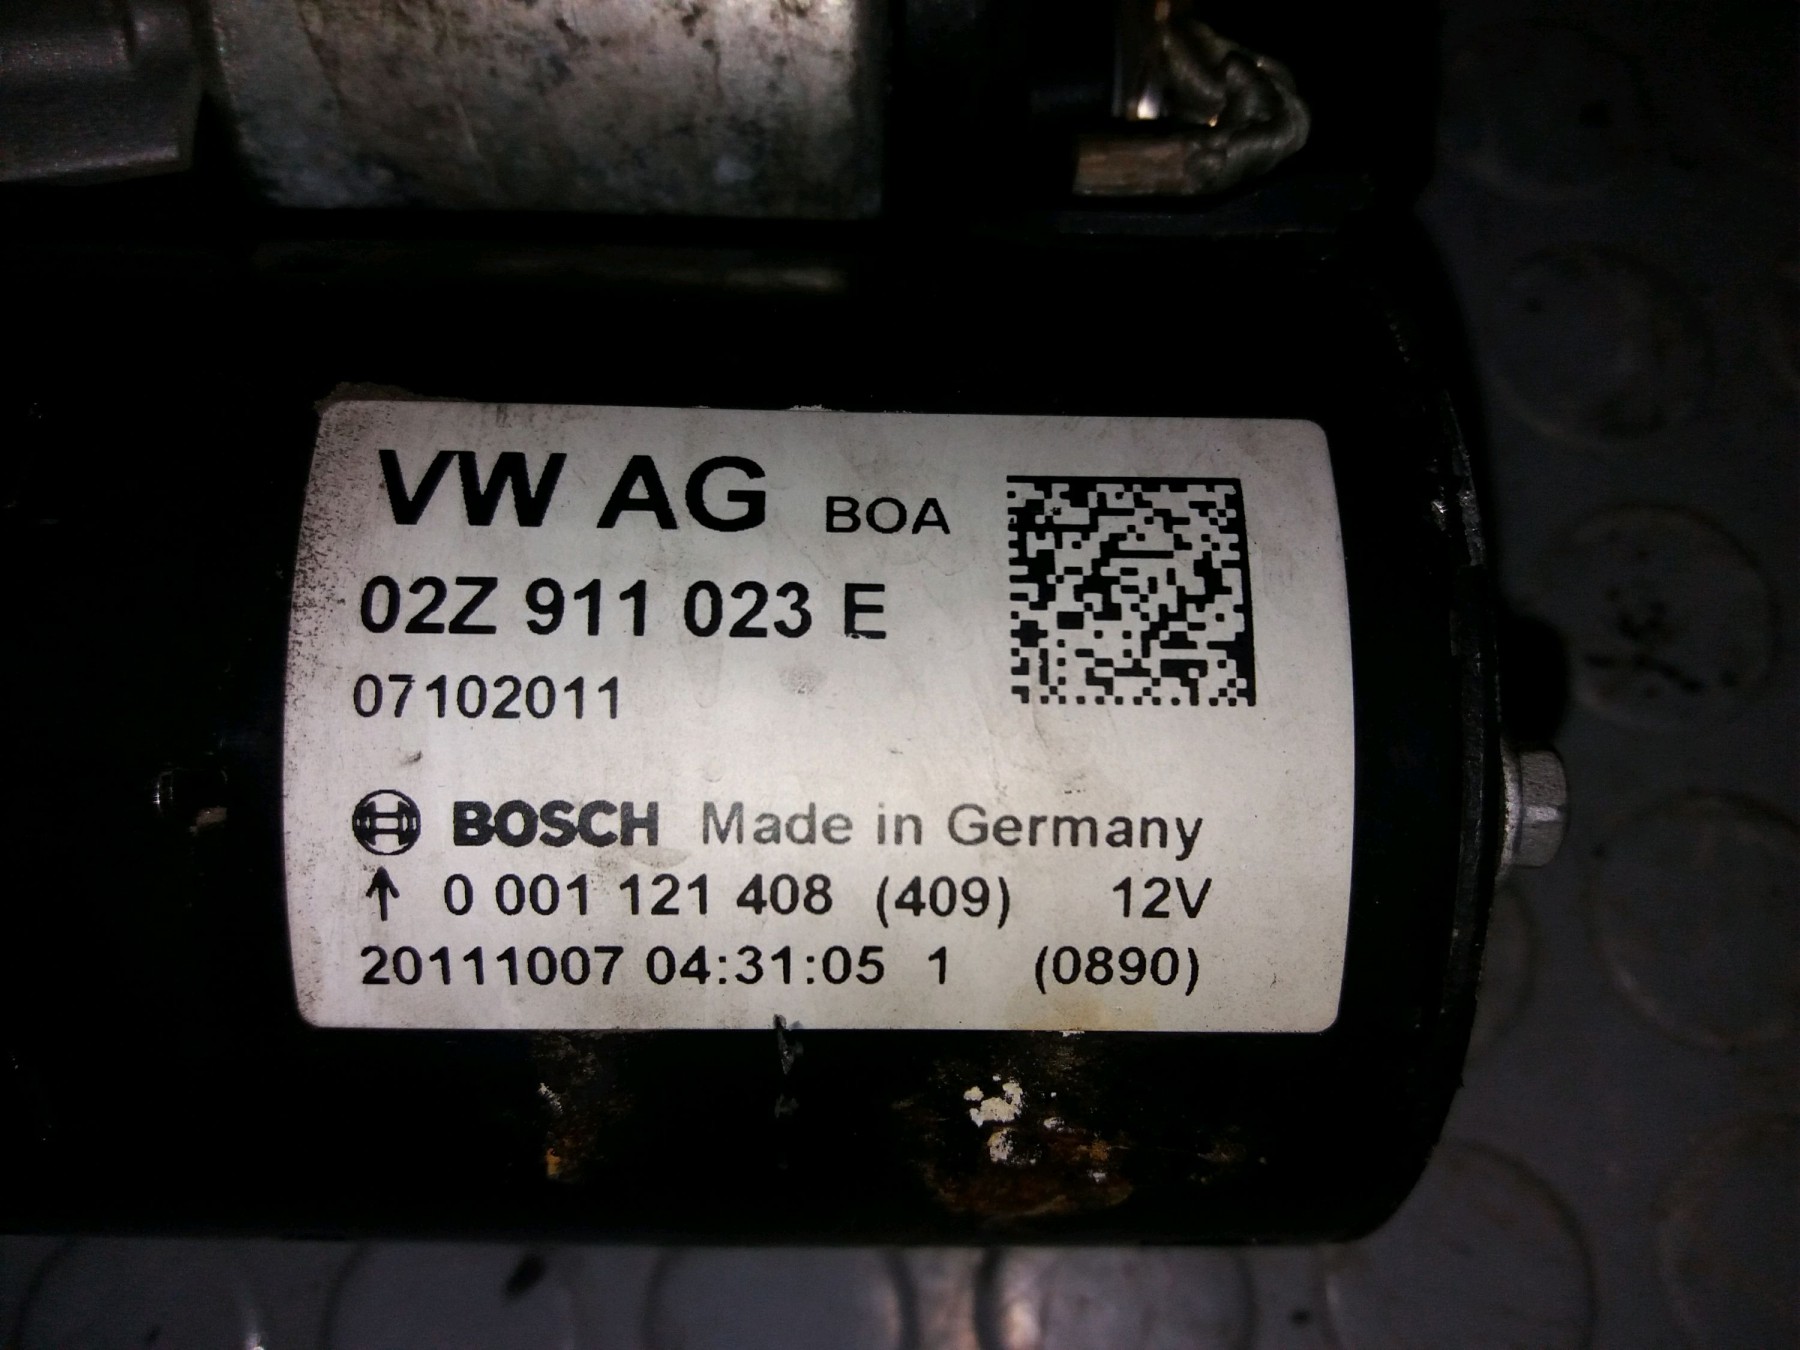 VW AG BOA
02Z 911 023 E
07102011
BOSCH Made in Germany
↑ 0 001 121 408 (409) 12V
20111007 04:31:05 1 (0890)